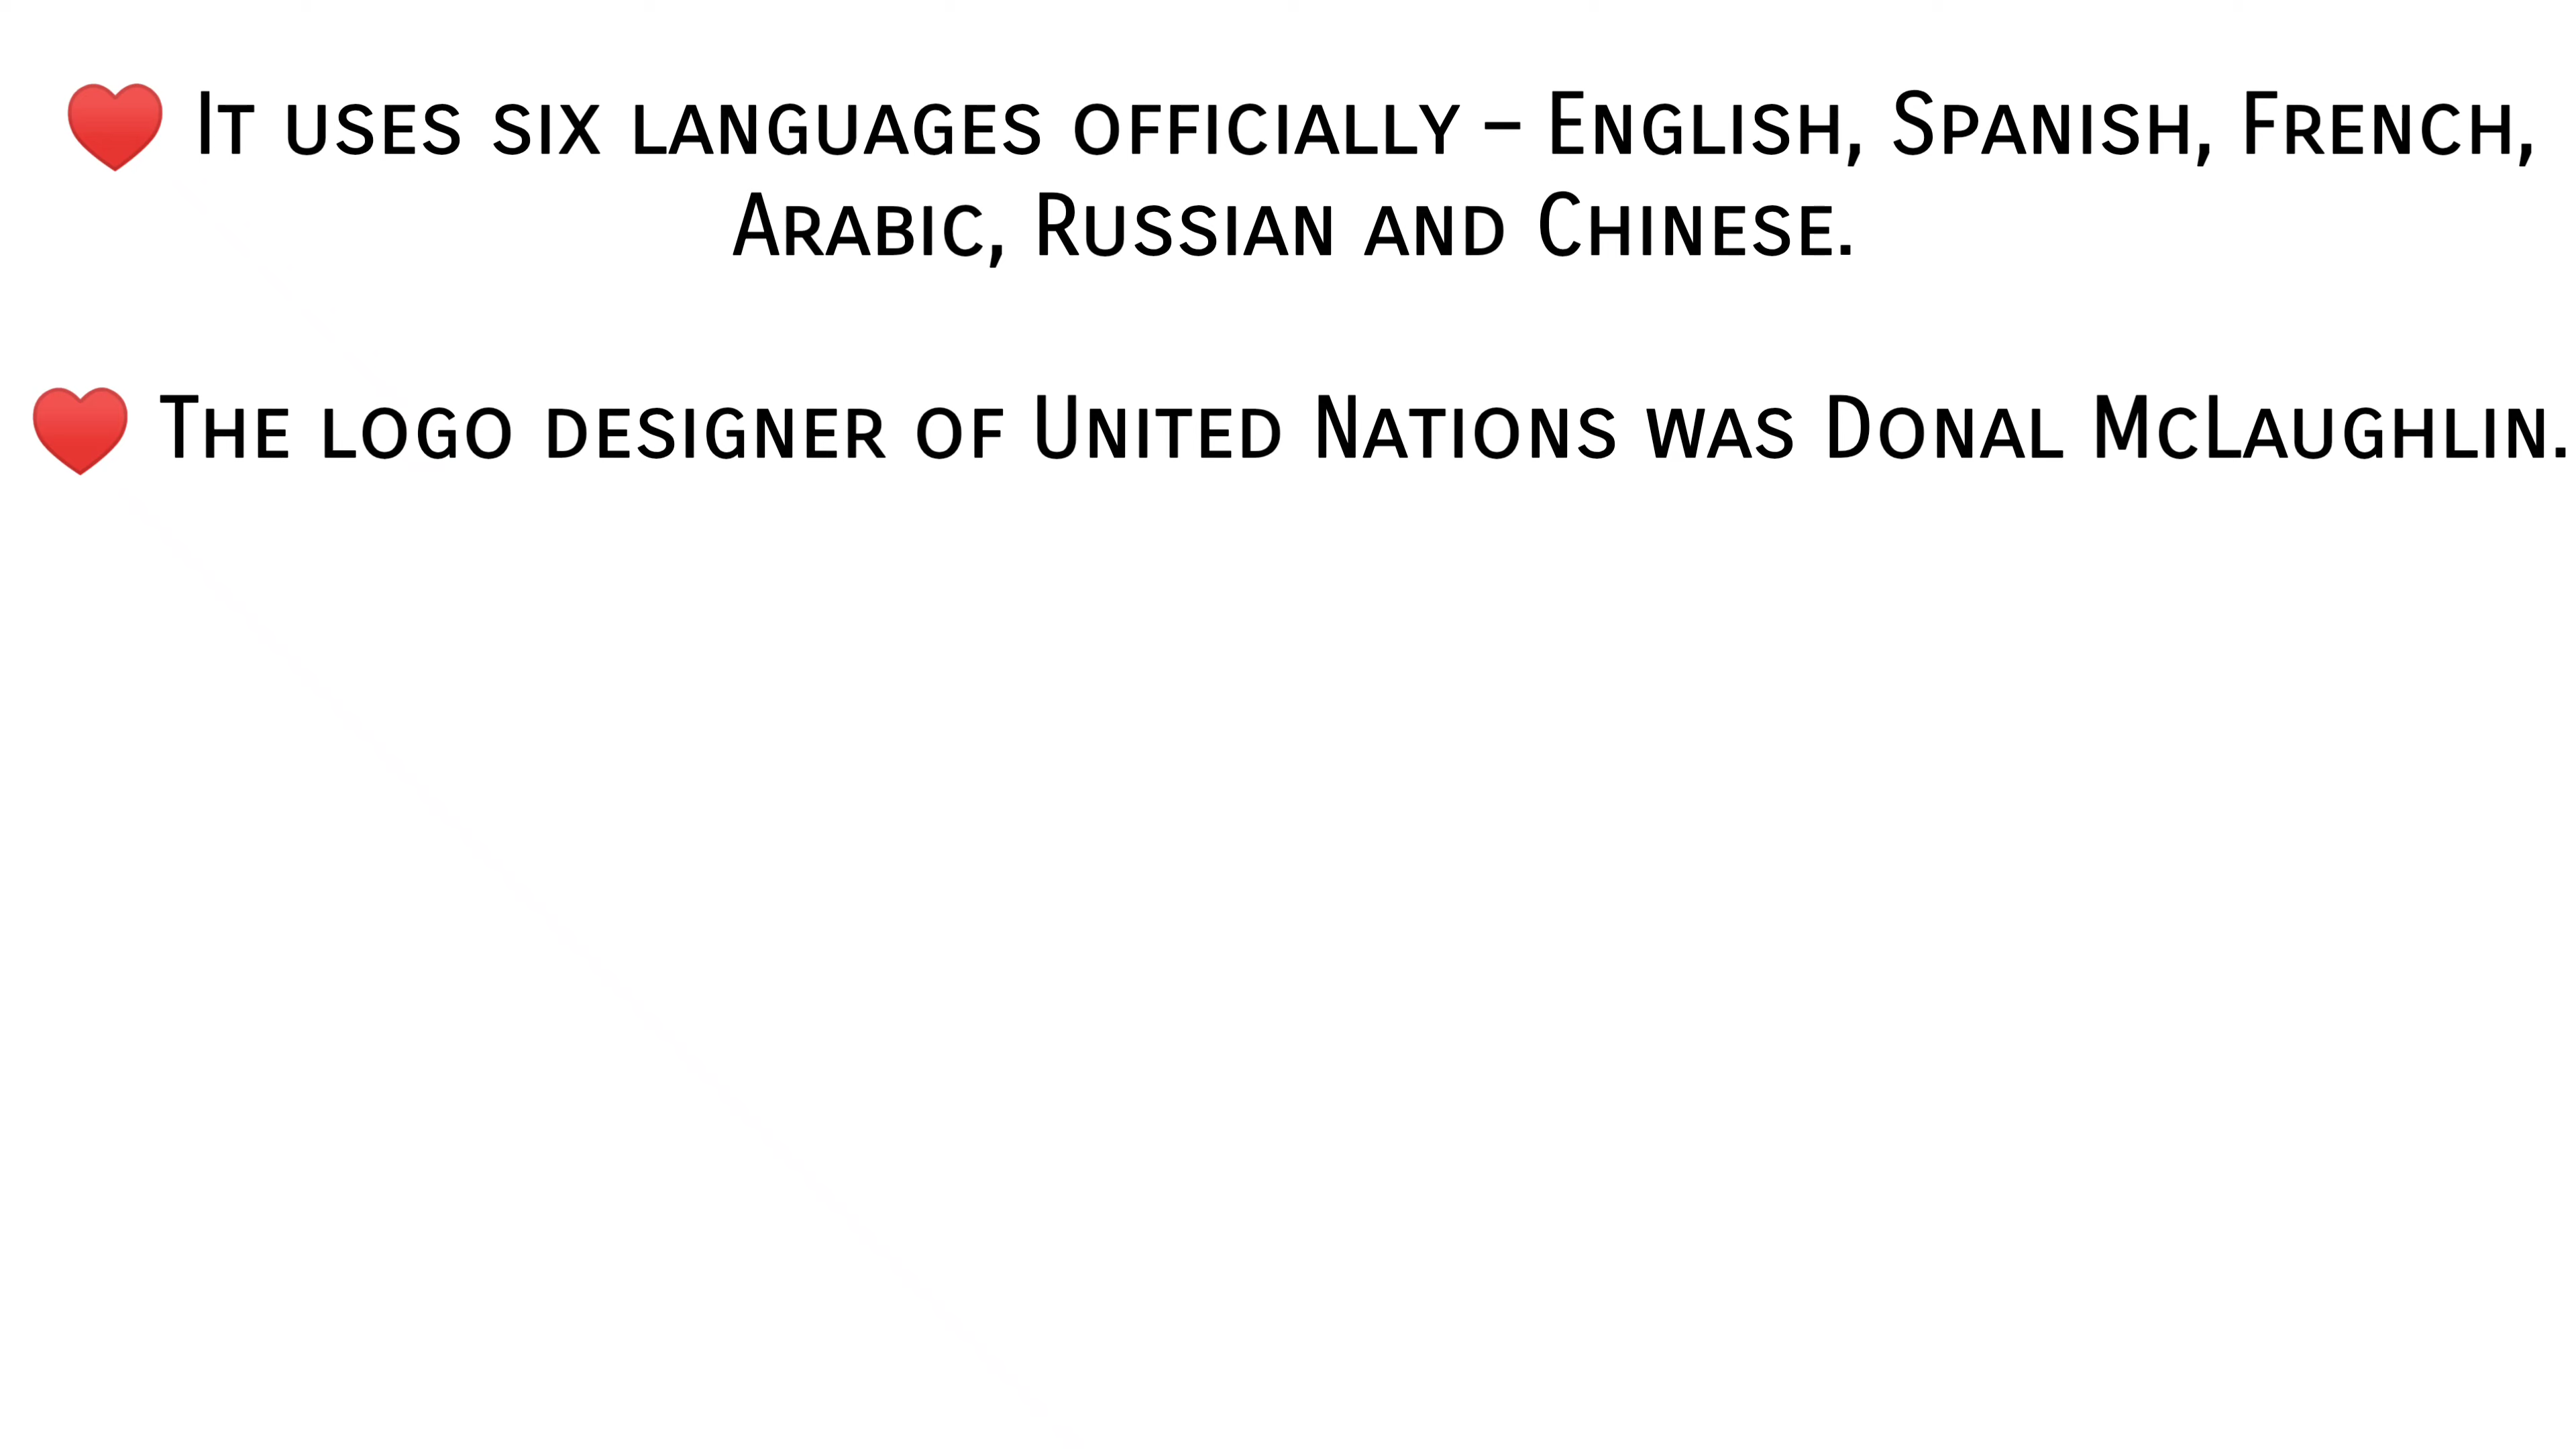 ❤️ It uses six languages officially – English, Spanish, French,
Arabic, Russian and Chinese.
❤️ The logo designer of United Nations was Donal McLaughlin.